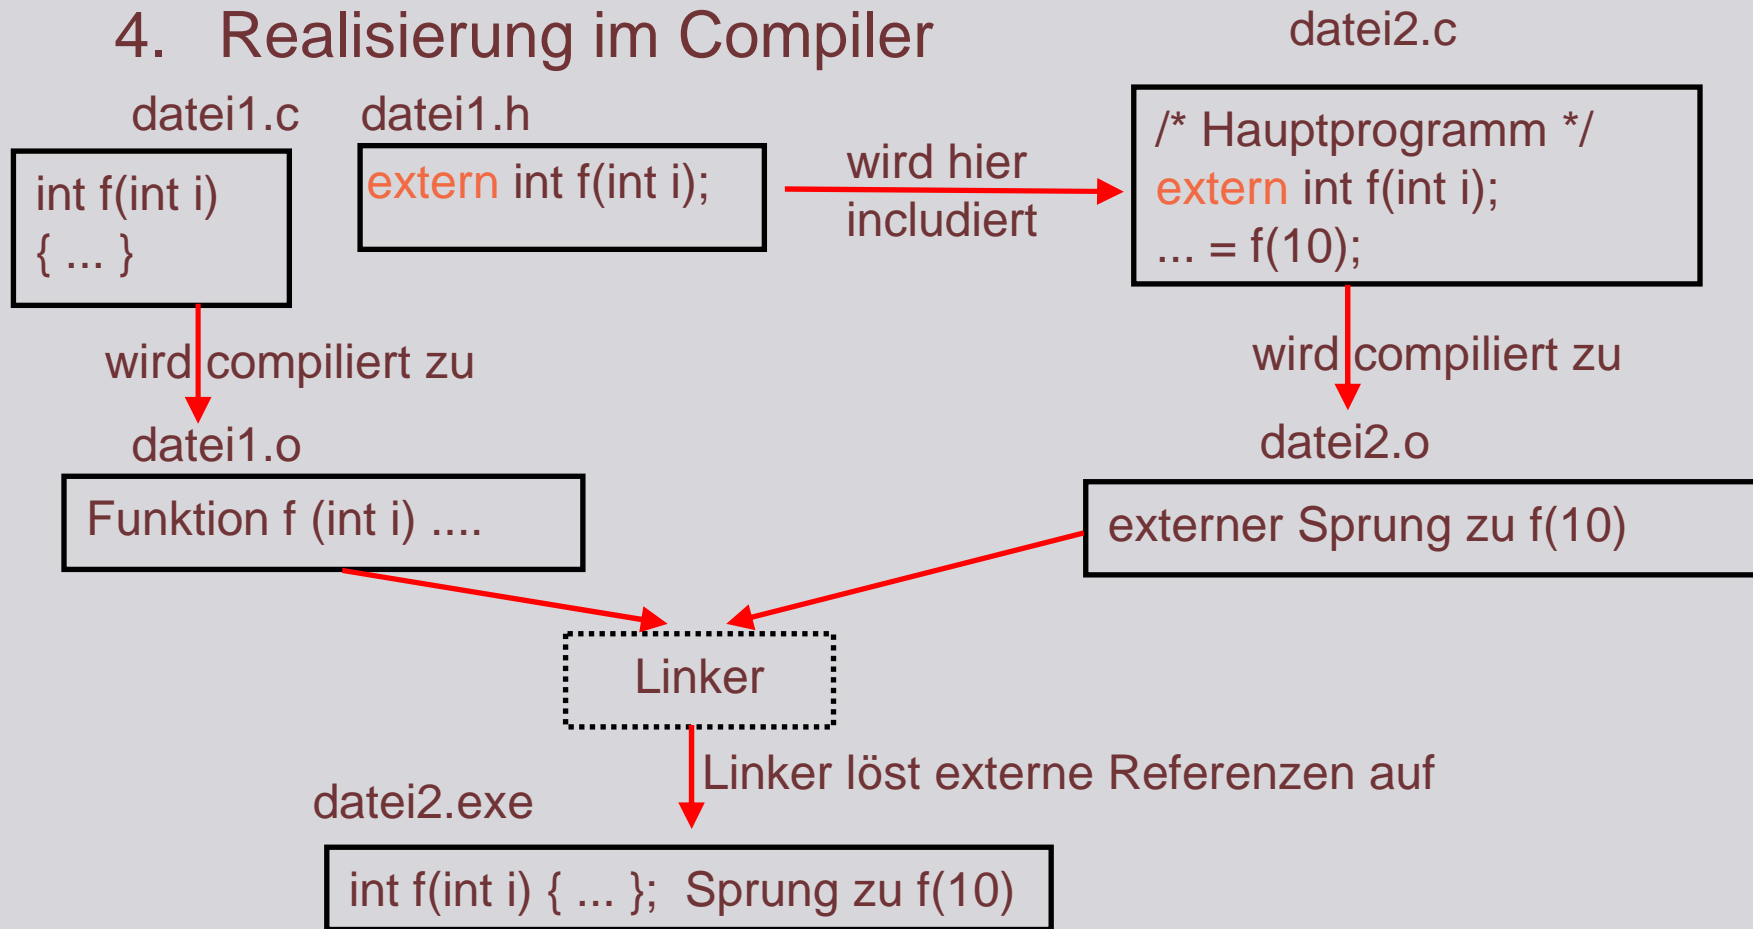 4. Realisierung im Compiler
datei2.c
datei1.c
datei1.h
int f(int i)
{ ... }
extern int f(int i);
wird hier
includiert
/* Hauptprogramm */
extern int f(int i);
... = f(10);
wird compiliert zu
wird compiliert zu
datei1.o
datei2.o
Funktion f (int i) ....
externer Sprung zu f(10)
Linker
Linker löst externe Referenzen auf
datei2.exe
int f(int i) { ... }; Sprung zu f(10)